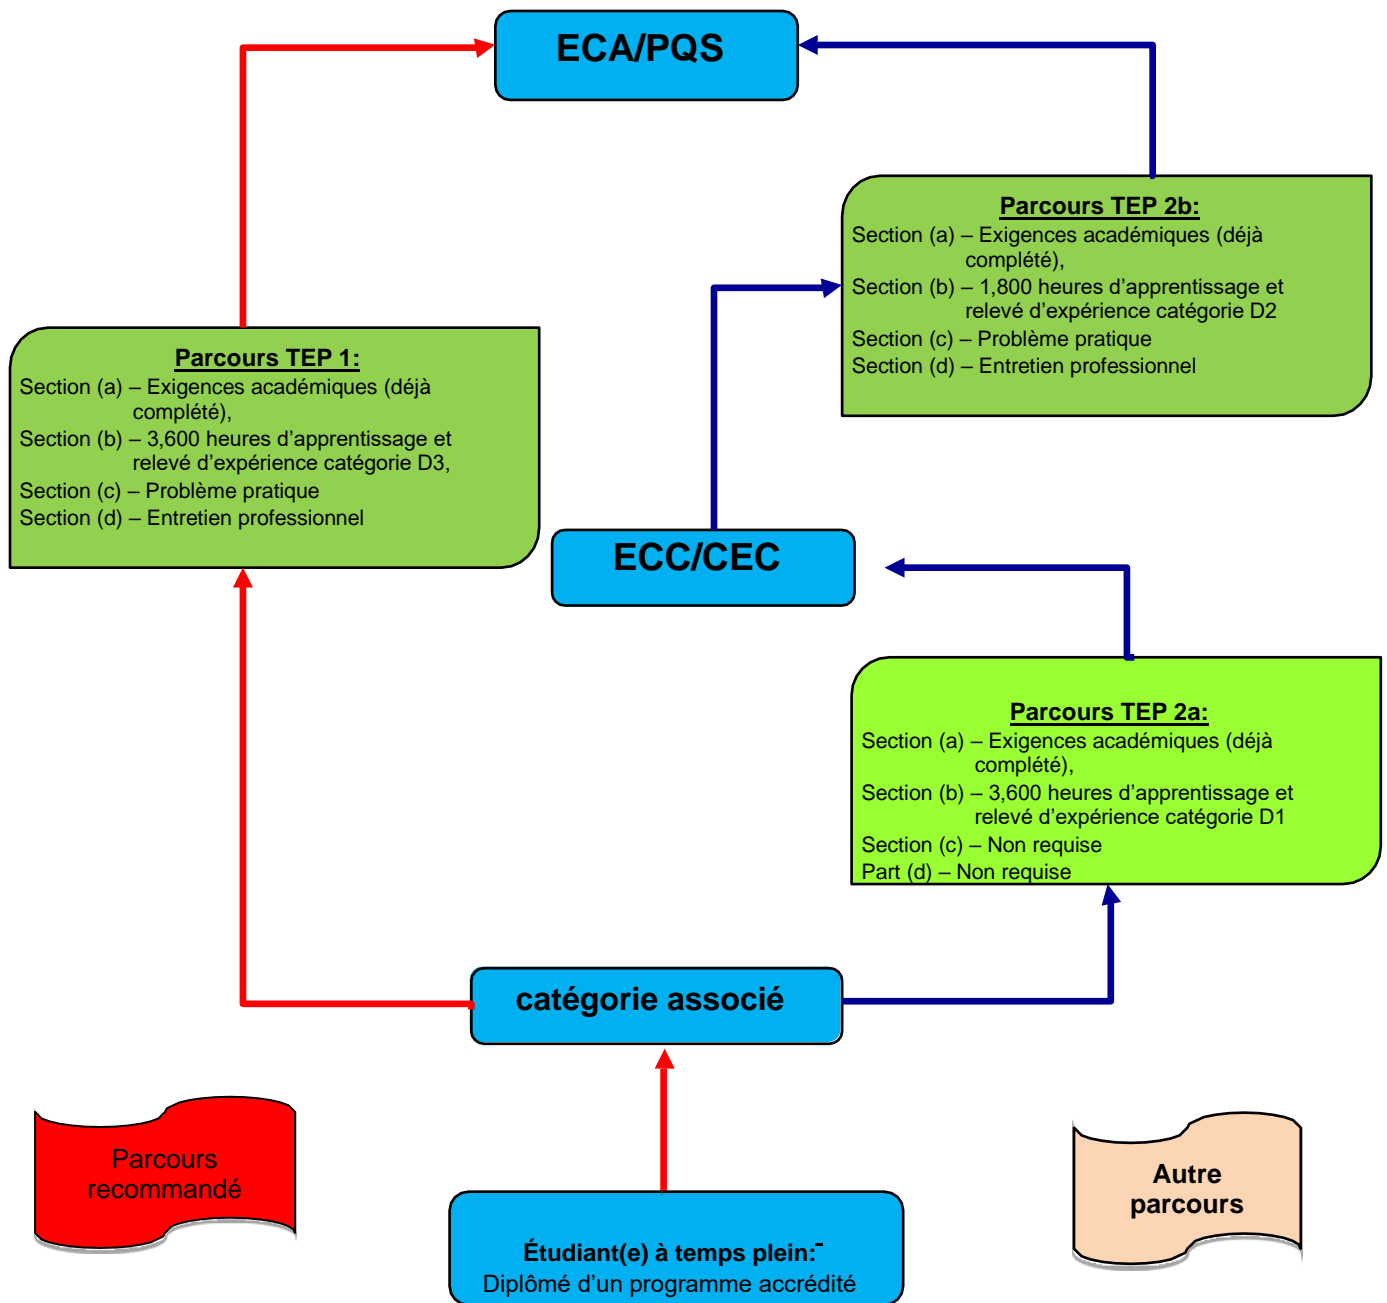 ECA/PQS
Parcours TEP 2b:
Section (a) – Exigences académiques (déjà
complété),
Section (b) – 1,800 heures d’apprentissage et
relevé d’expérience catégorie D2
Section (c) – Problème pratique
Section (d) – Entretien professionnel
Parcours TEP 1:
Section (a) – Exigences académiques (déjà
complété),
Section (b) – 3,600 heures d’apprentissage et
relevé d’expérience catégorie D3,
Section (c) – Problème pratique
Section (d) – Entretien professionnel
ECC/CEC
Parcours TEP 2a:
Section (a) – Exigences académiques (déjà
complété),
Section (b) – 3,600 heures d’apprentissage et
relevé d’expérience catégorie D1
Section (c) – Non requise
Part (d) – Non requise
catégorie associé
Parcours
recommandé
Autre
parcours
Étudiant(e) à temps plein:
Diplômé d’un programme accrédité